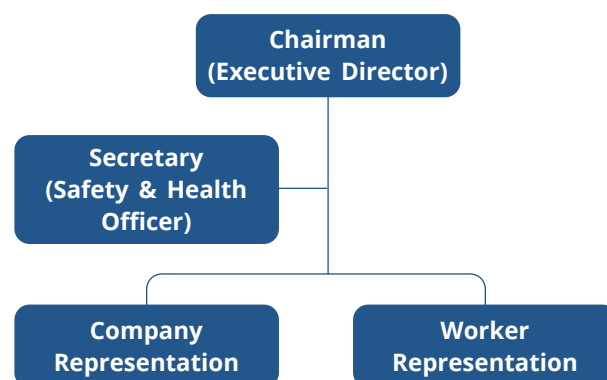 Chairman
(Executive Director)
Secretary
(Safety & Health
Officer)
Company
Representation
Worker
Representation